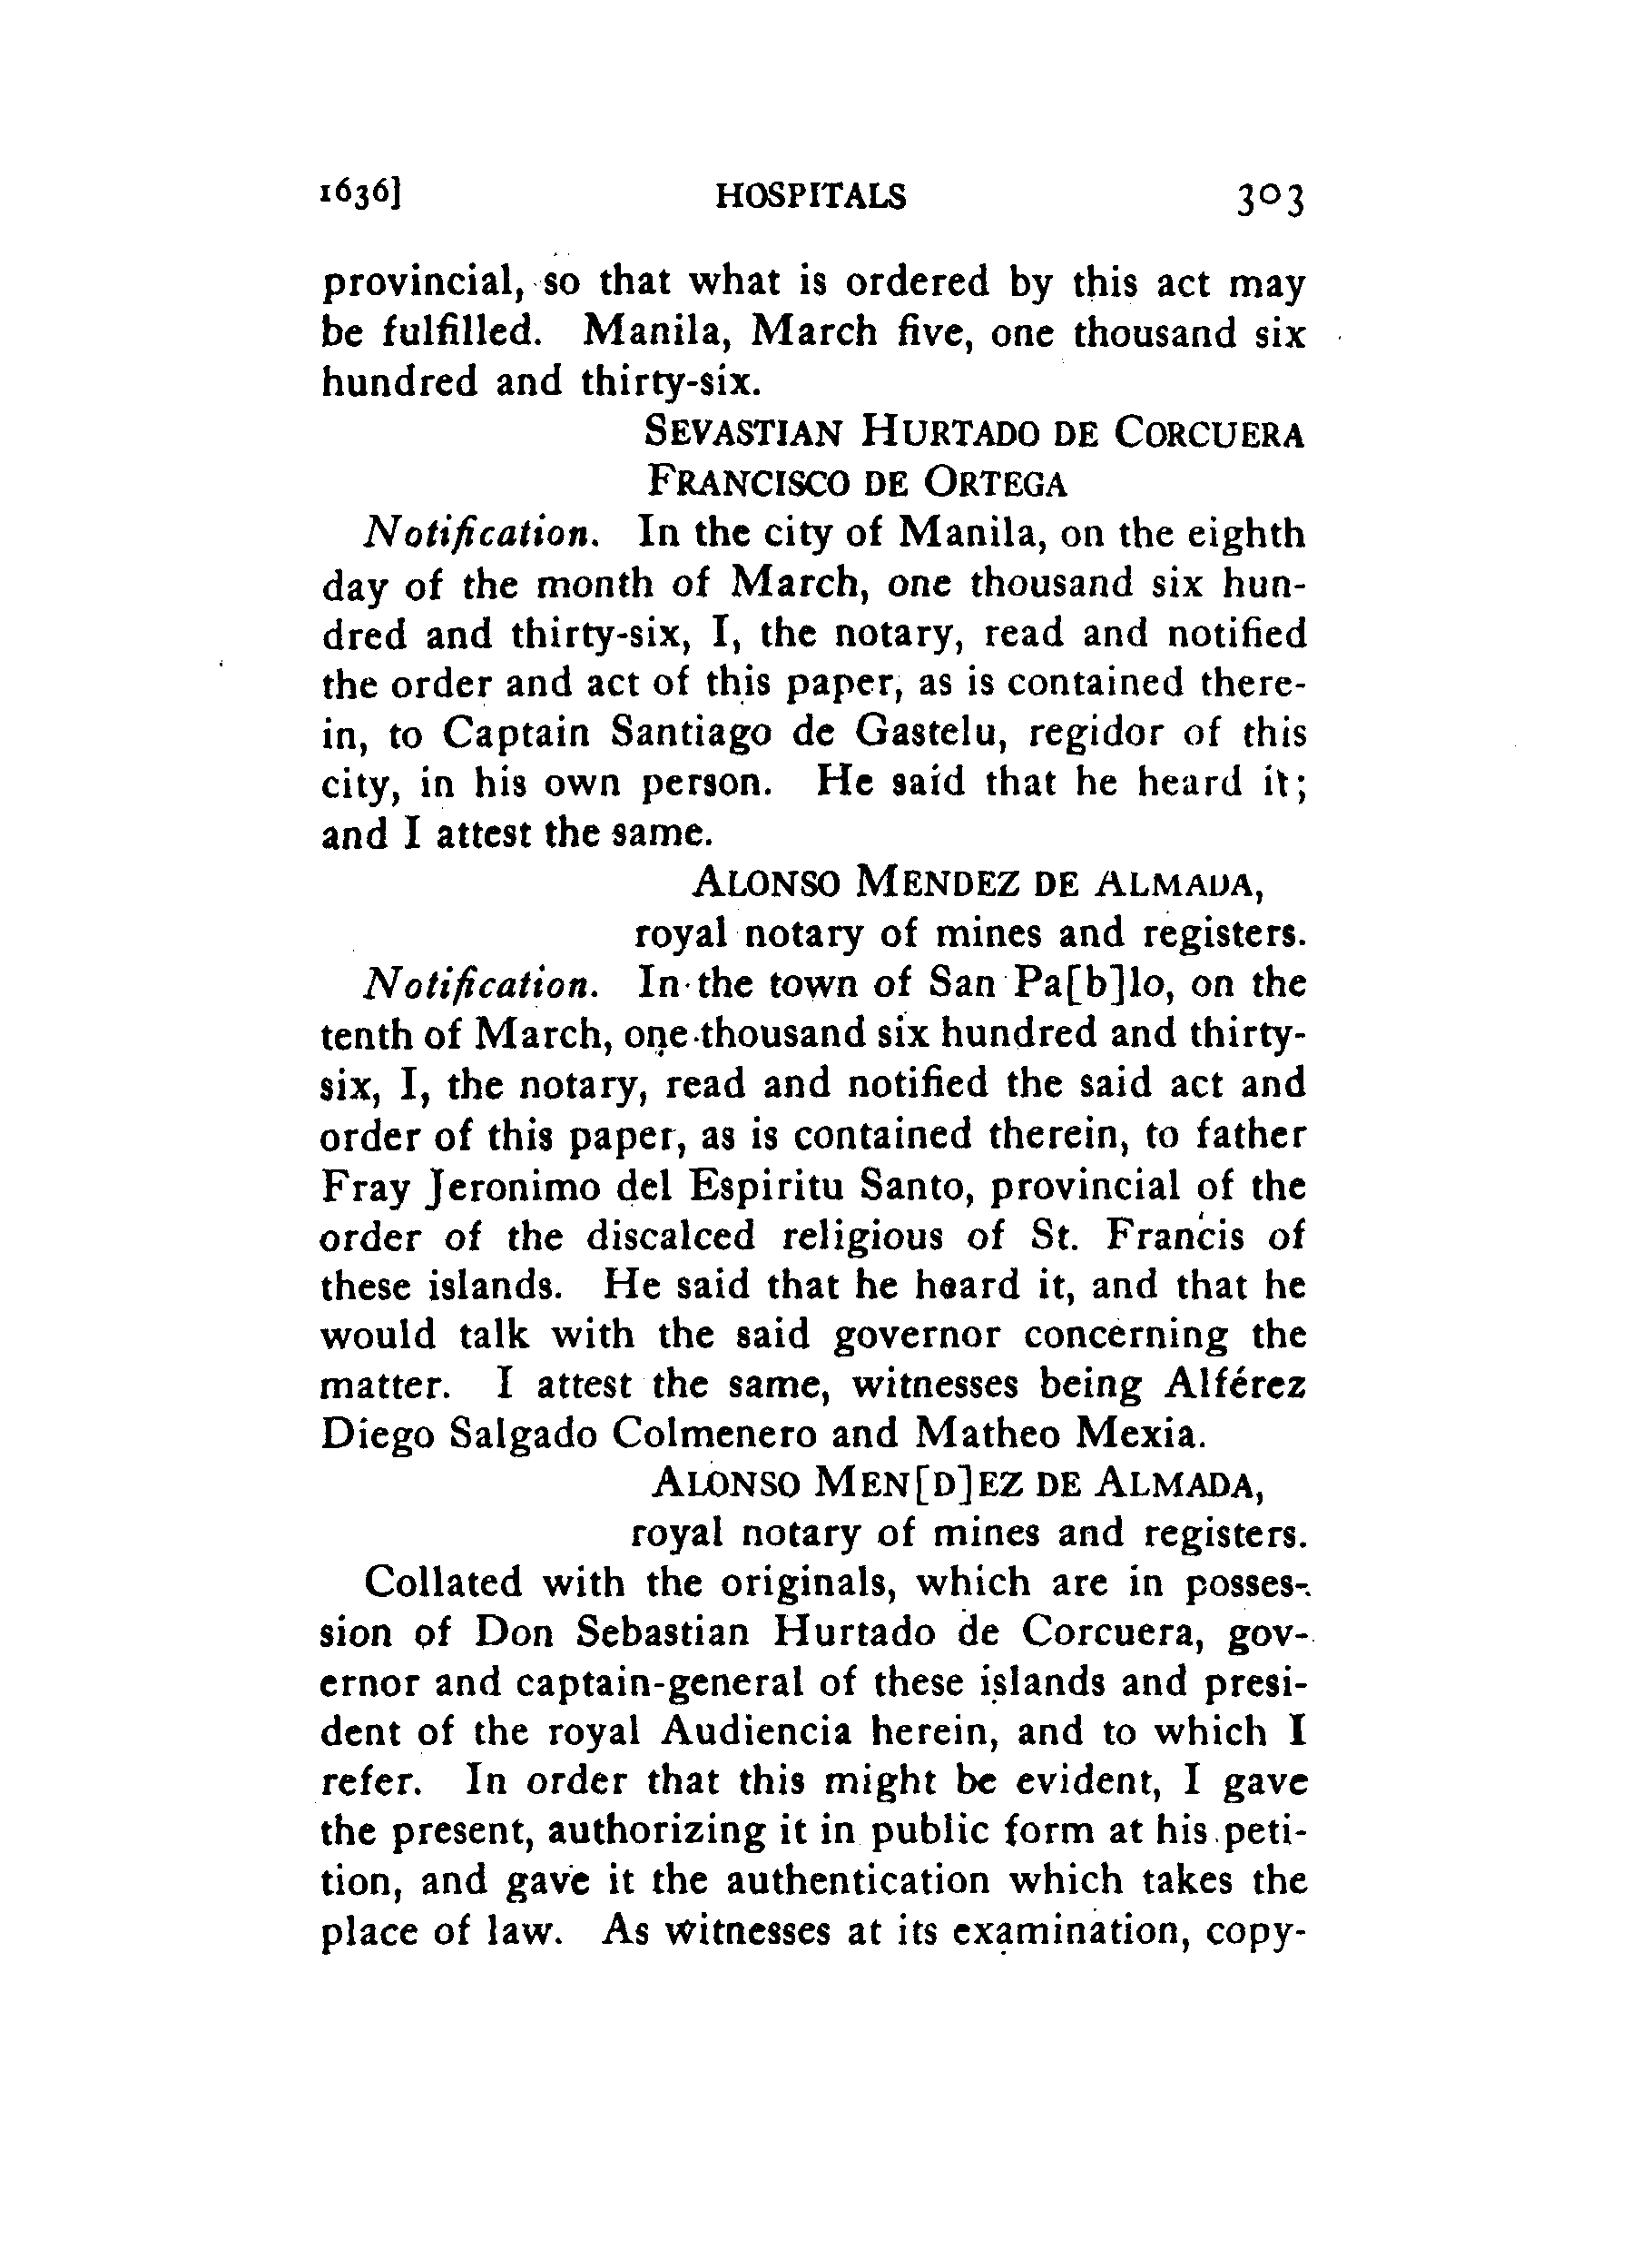 1636] HOSPITALS 303
provincial, so that what is ordered by this act may
be fulfilled. Manila, March five, one thousand six
hundred and thirty-six.
SEVASTIAN HURTADO DE CORCUERA
FRANCISCO DE ORTEGA
Notification. In the city of Manila, on the eighth
day of the month of March, one thousand six hun-
dred and thirty-six, I, the notary, read and notified
the order and act of this paper, as is contained there-
in, to Captain Santiago de Gastelu, regidor of this
city, in his own person. He said that he heard it;
and I attest the same.
ALONSO MENDEZ DE ALMADA,
royal notary of mines and registers.
Notification. In the town of San Pa[b]lo, on the
tenth of March, one thousand six hundred and thirty-
six, I, the notary, read and notified the said act and
order of this paper, as is contained therein, to father
Fray Jeronimo del Espiritu Santo, provincial of the
order of the discalced religious of St. Francis of
these islands. He said that he heard it, and that he
would talk with the said governor concerning the
matter. I attest the same, witnesses being Alférez
Diego Salgado Colmenero and Matheo Mexia.
ALONSO MEN[D]EZ DE ALMADA,
royal notary of mines and registers.
Collated with the originals, which are in posses-
sion of Don Sebastian Hurtado de Corcuera, gov-
ernor and captain-general of these islands and presi-
dent of the royal Audiencia herein, and to which I
refer. In order that this might be evident, I gave
the present, authorizing it in public form at his peti-
tion, and gave it the authentication which takes the
place of law. As witnesses at its examination, copy-